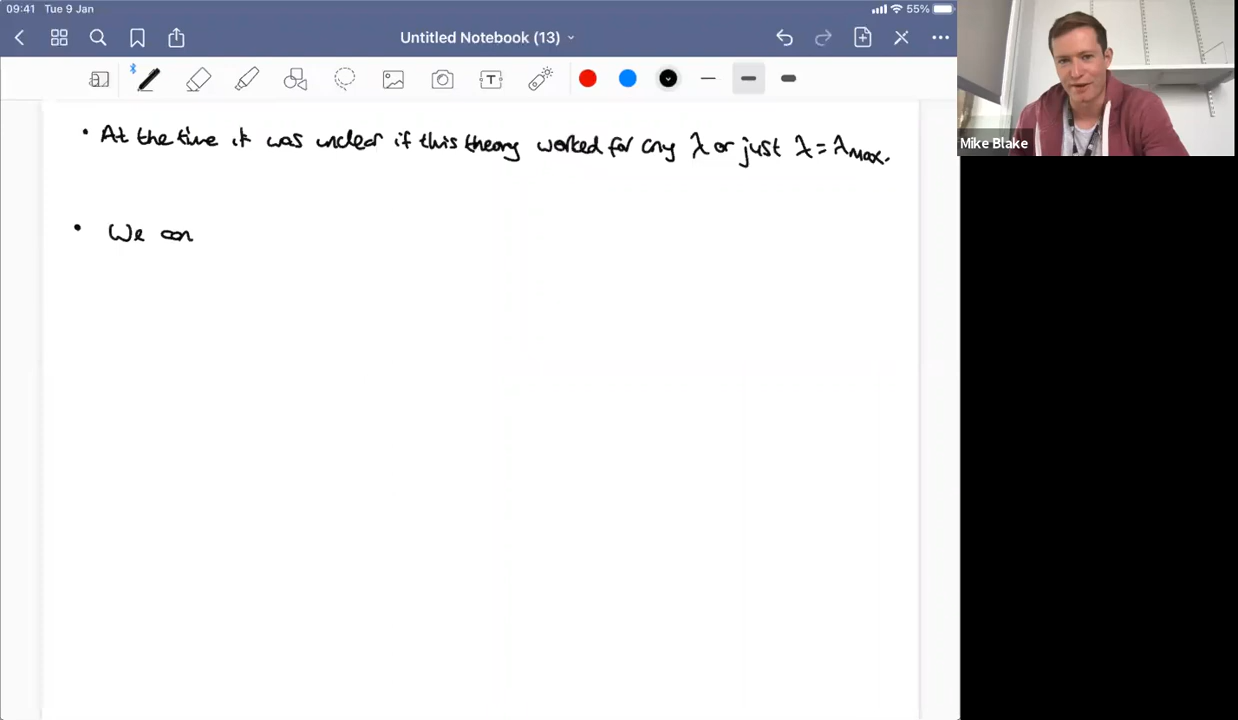 09:41 Tue 9 Jan
55%
Untitled Notebook (13)
T
• At the time it was unclear if this theory worked for any λ or just λ = λmax.
• We can
Mike Blake